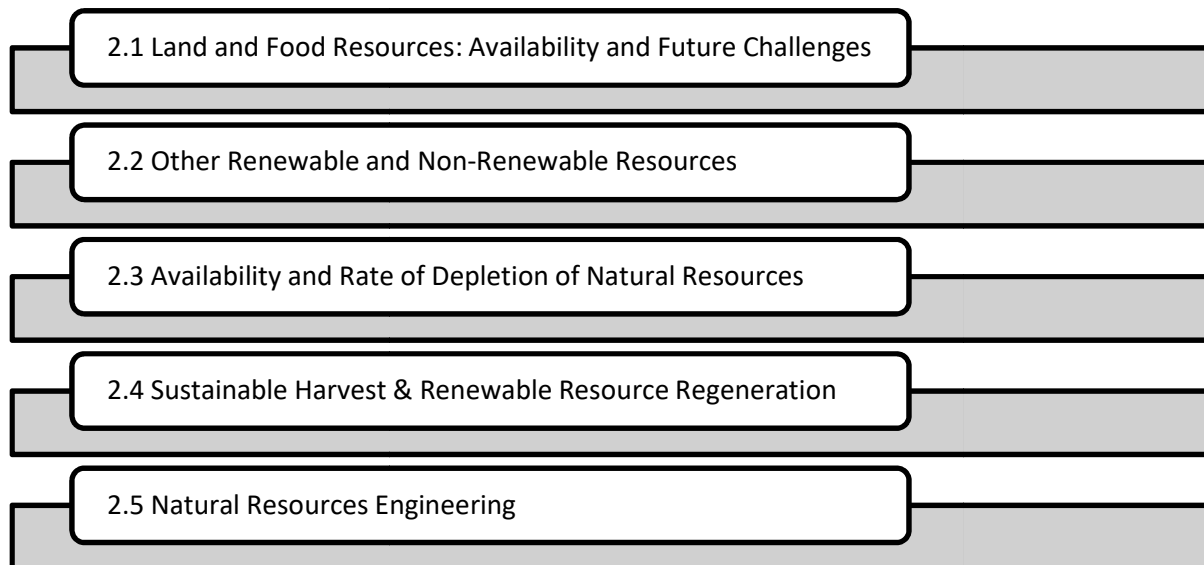 2.1 Land and Food Resources: Availability and Future Challenges
2.2 Other Renewable and Non-Renewable Resources
2.3 Availability and Rate of Depletion of Natural Resources
2.4 Sustainable Harvest & Renewable Resource Regeneration
2.5 Natural Resources Engineering